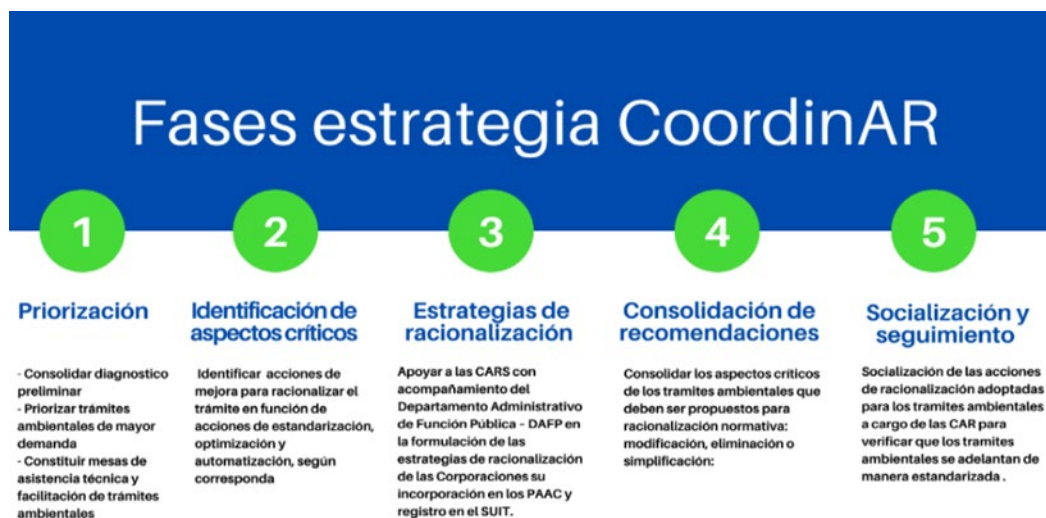 Fases estrategia CoordinAR
1
Priorización
- Consolidar diagnostico
preliminar
- Priorizar trámites
ambientales de mayor
demanda
- Constituir mesas de
asistencia técnica y
facilitación de trámites
ambientales
2
Identificación de
aspectos críticos
Identificar acciones de
mejora para racionalizar el
trámite en función de
acciones de estandarización,
optimización y
automatización, según
corresponda
3
Estrategias de
racionalización
Apoyar a las CARS con
acompañamiento del
Departamento Administrativo
de Función Pública - DAFP en
la formulación de las
estrategias de racionalización
de las Corporaciones su
incorporación en los PAAC y
registro en el SUIT.
4
Consolidación de
recomendaciones
Consolidar los aspectos críticos
de los tramites ambientales que
deben ser propuestos para
racionalización normativa:
modificación, eliminación o
simplificación:
5
Socialización y
seguimiento
Socialización de las acciones
de racionalización adoptadas
para los tramites ambientales
a cargo de las CAR para
verificar que los tramites
ambientales se adelantan de
manera estandarizada .